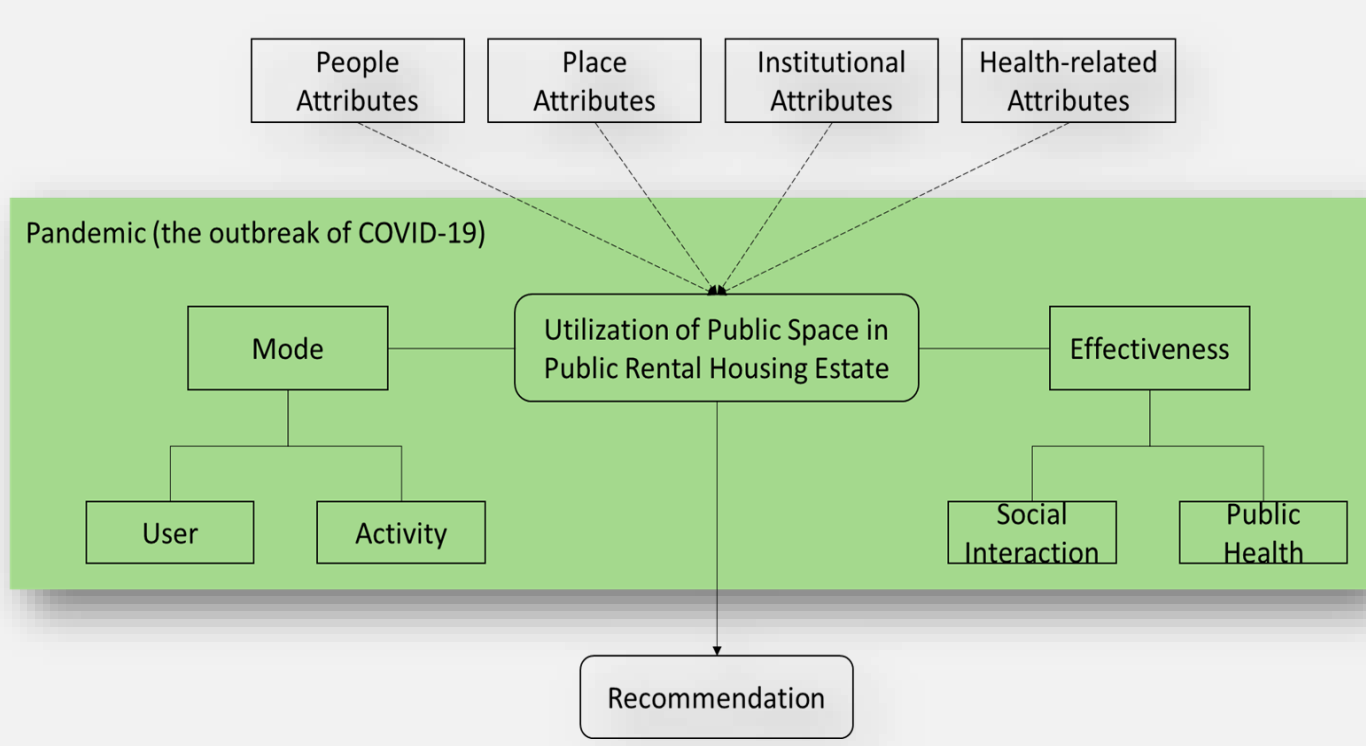 People
Attributes
Place
Attributes
Institutional
Attributes
Health-related
Attributes
Pandemic (the outbreak of COVID-19)
Mode
Utilization of Public Space in
Public Rental Housing Estate
Effectiveness
User
Activity
Social
Interaction
Public
Health
Recommendation